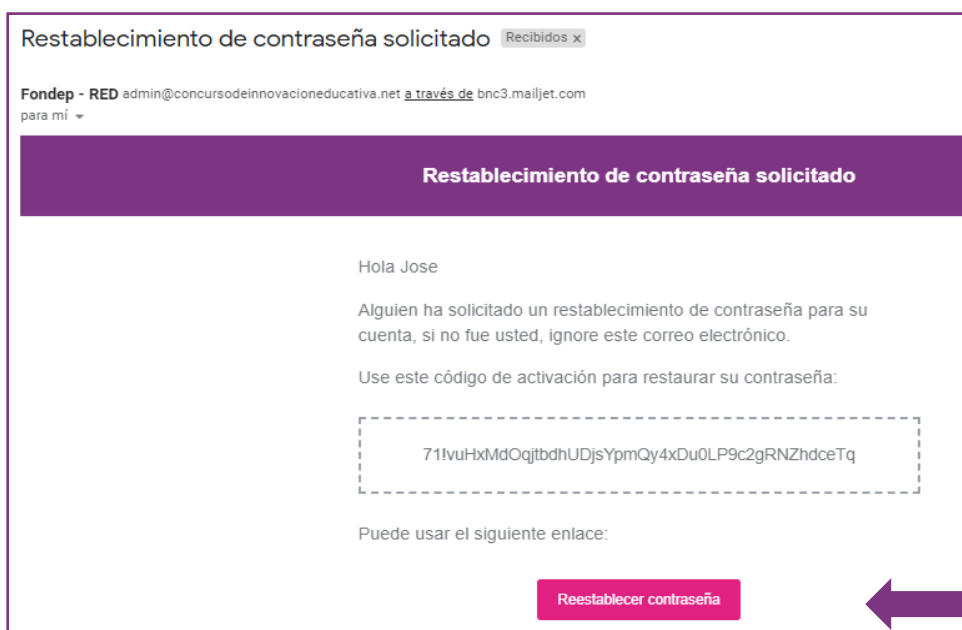 Restablecimiento de contraseña solicitado Recibidos x
Fondep - RED admin@concursodeinnovacioneducativa.net a través de bnc3.mailjet.com
para mí
Restablecimiento de contraseña solicitado
Hola Jose
Alguien ha solicitado un restablecimiento de contraseña para su
cuenta, si no fue usted, ignore este correo electrónico.
Use este código de activación para restaurar su contraseña:
71!vuHxMdOqjtbdhUDjsYpmQy4xDu0LP9c2gRNZhdceTq
Puede usar el siguiente enlace:
Reestablecer contraseña